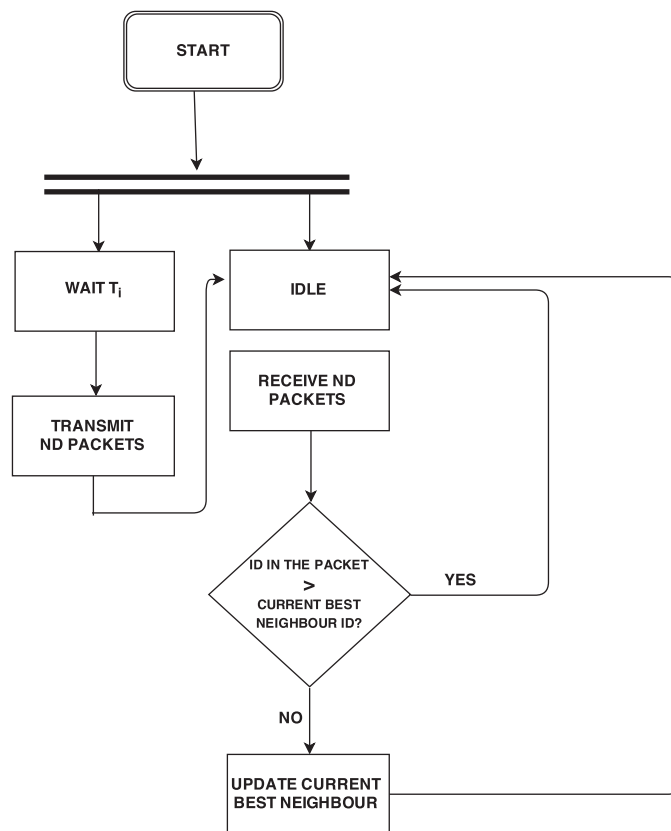 START
WAIT Ti
IDLE
TRANSMIT
ND PACKETS
RECEIVE ND
PACKETS
ID IN THE PACKET
>
CURRENT BEST
NEIGHBOUR ID?
YES
NO
UPDATE CURRENT
BEST NEIGHBOUR